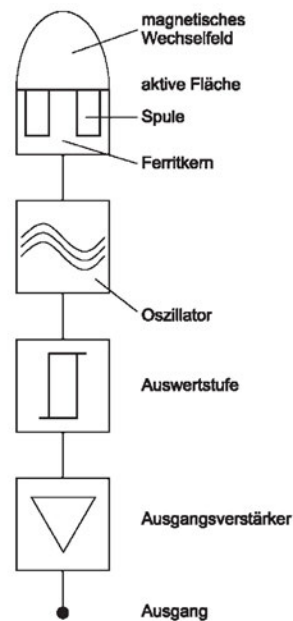 magnetisches
Wechselfeld
aktive Fläche
Spule
Ferritkern
Oszillator
Auswertstufe
Ausgangsverstärker
Ausgang